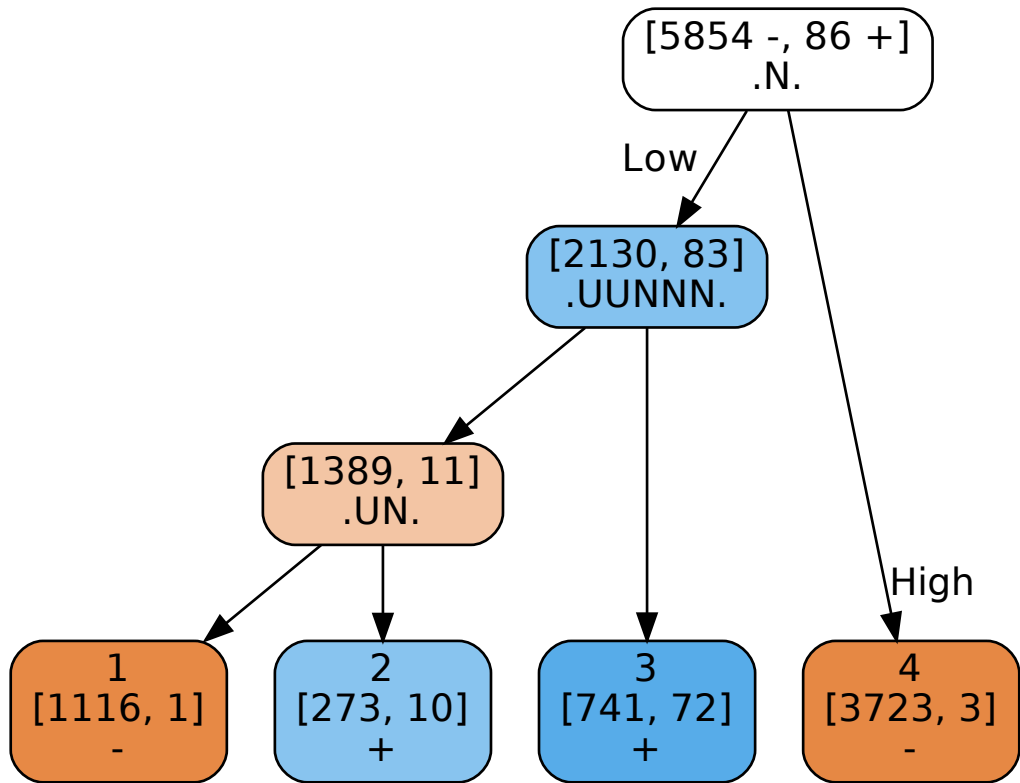 [5854 -, 86 +]
.N.
Low
[2130, 83]
.UUNNN.
[1389, 11]
.UN.
High
1
[1116, 1]
-
2
[273, 10]
+
3
[741, 72]
+
4
[3723, 3]
-